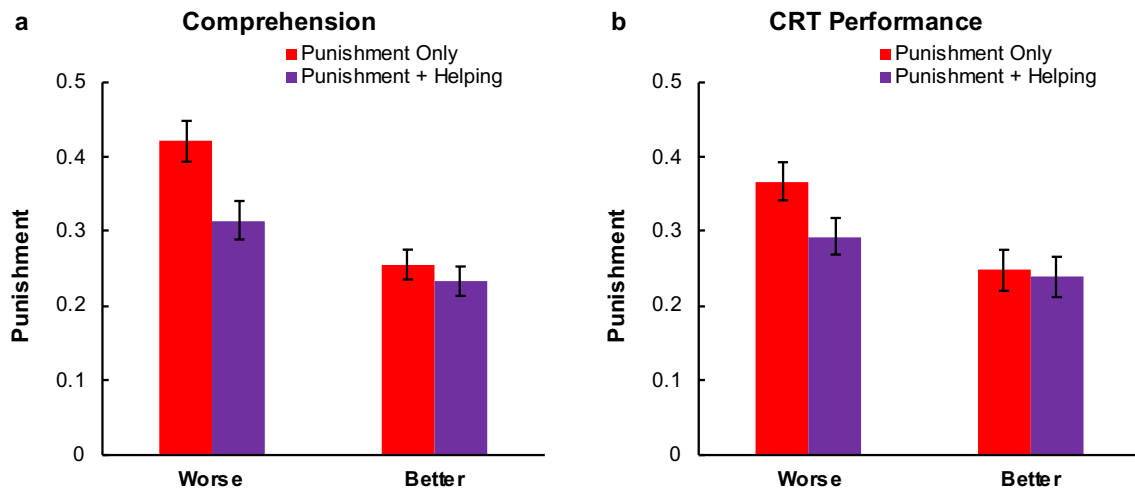 a Comprehension
Punishment Only
Punishment + Helping
0.5
0.4
0.3
0.2
0.1
0
Punishment
Worse Better
b CRT Performance
Punishment Only
Punishment + Helping
0.5
0.4
0.3
0.2
0.1
0
Punishment
Worse Better